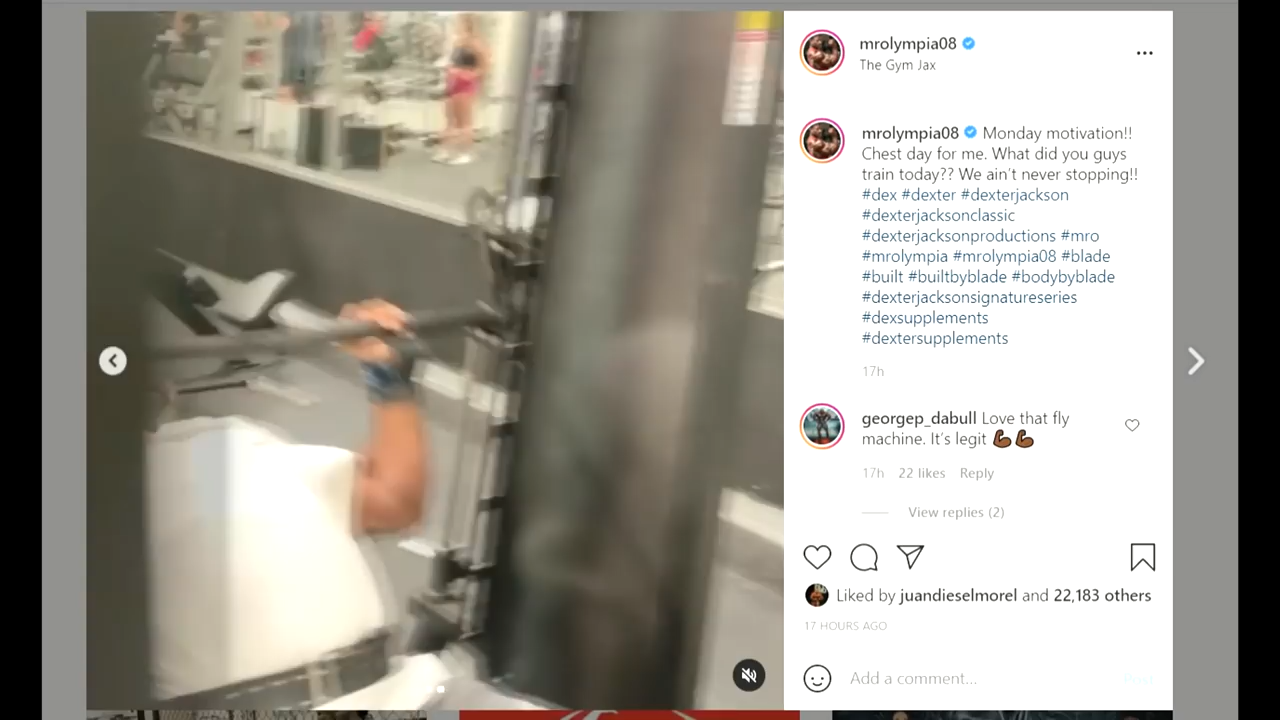 mrolympia08
The Gym Jax
mrolympia08 Monday motivation!!
Chest day for me. What did you guys
train today?? We ain't never stopping!!
#dex #dexter #dexterjackson
#dexterjacksonclassic
#dexterjacksonproductions #mro
#mrolympia #mrolympia08 #blade
#built #builtbyblade #bodybyblade
#dexterjacksonsignatureseries
#dexsupplements
#dextersupplements
17h
georgep_dabull Love that fly
machine. It's legit
17h 22 likes Reply
View replies (2)
Liked by juandieselmorel and 22,183 others
17 HOURS AGO
Add a comment...